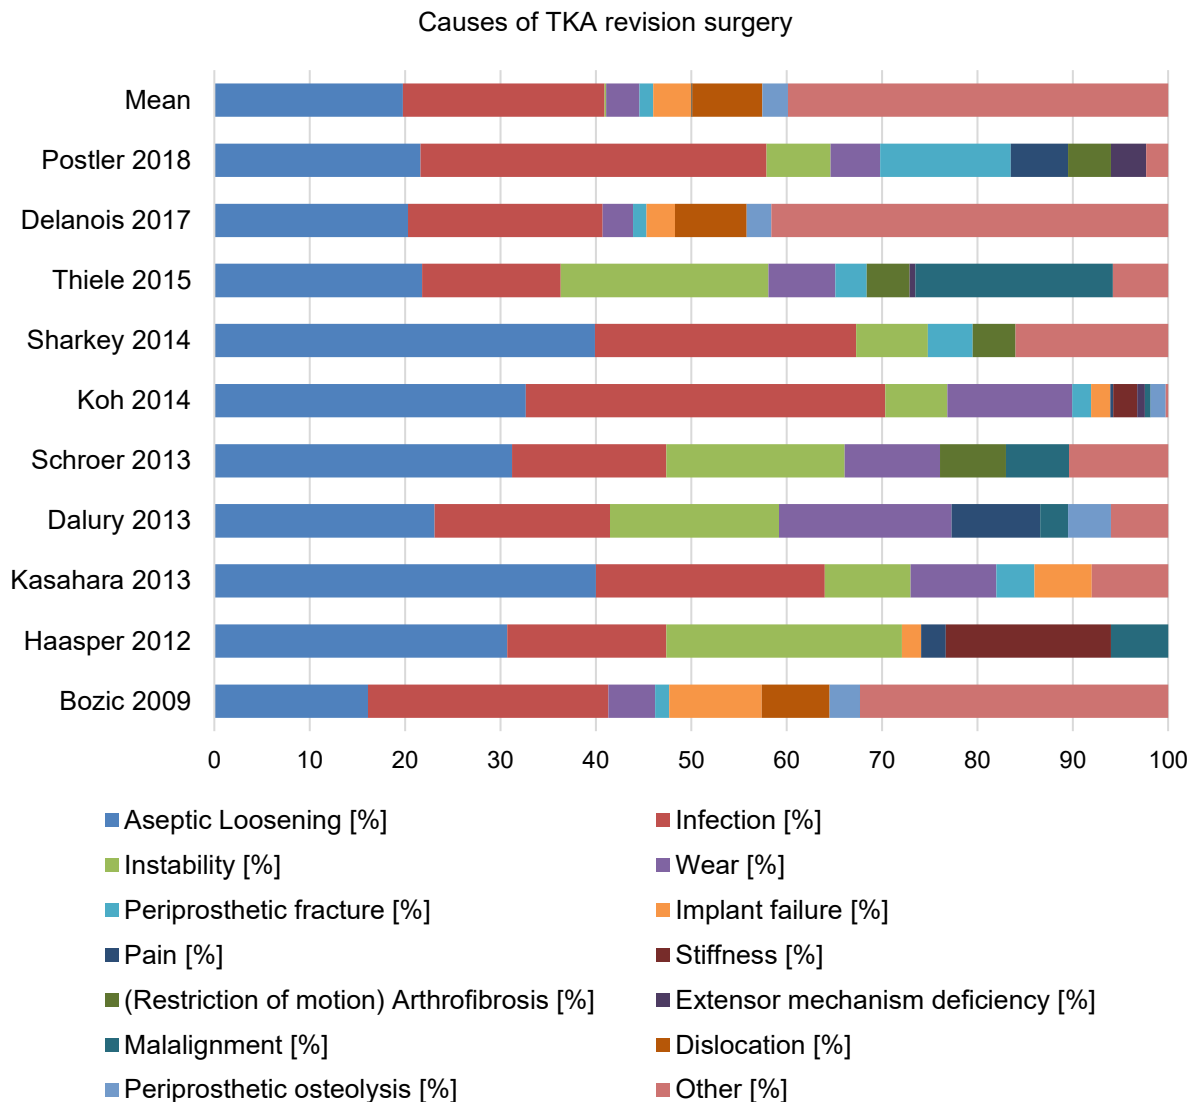 Causes of TKA revision surgery
Mean
Postler 2018
Delanois 2017
Thiele 2015
Sharkey 2014
Koh 2014
Schroer 2013
Dalury 2013
Kasahara 2013
Haasper 2012
Bozic 2009
0 10 20 30 40 50 60 70 80 90 100
Aseptic Loosening [%] Infection [%]
Instability [%] Wear [%]
Periprosthetic fracture [%] Implant failure [%]
Pain [%] Stiffness [%]
(Restriction of motion) Arthrofibrosis [%] Extensor mechanism deficiency [%]
Malalignment [%] Dislocation [%]
Periprosthetic osteolysis [%] Other [%]